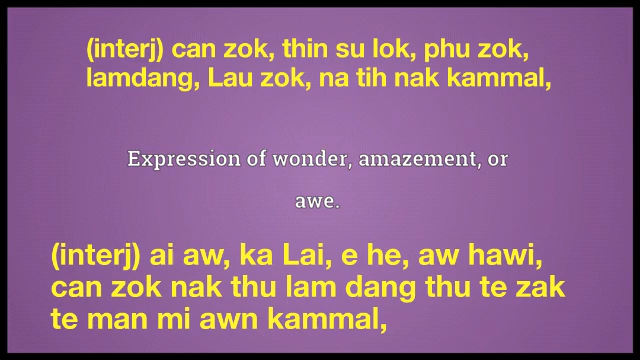 (interj) can zok, thin su lok, phu zok,
lamdang, Lau zok, na tih nak kammal,
Expression of wonder, amazement, or
awe.
(interj) ai aw, ka Lai, e he, aw hawi,
can zok nak thu lam dang thu te zak
te man mi awn kammal,